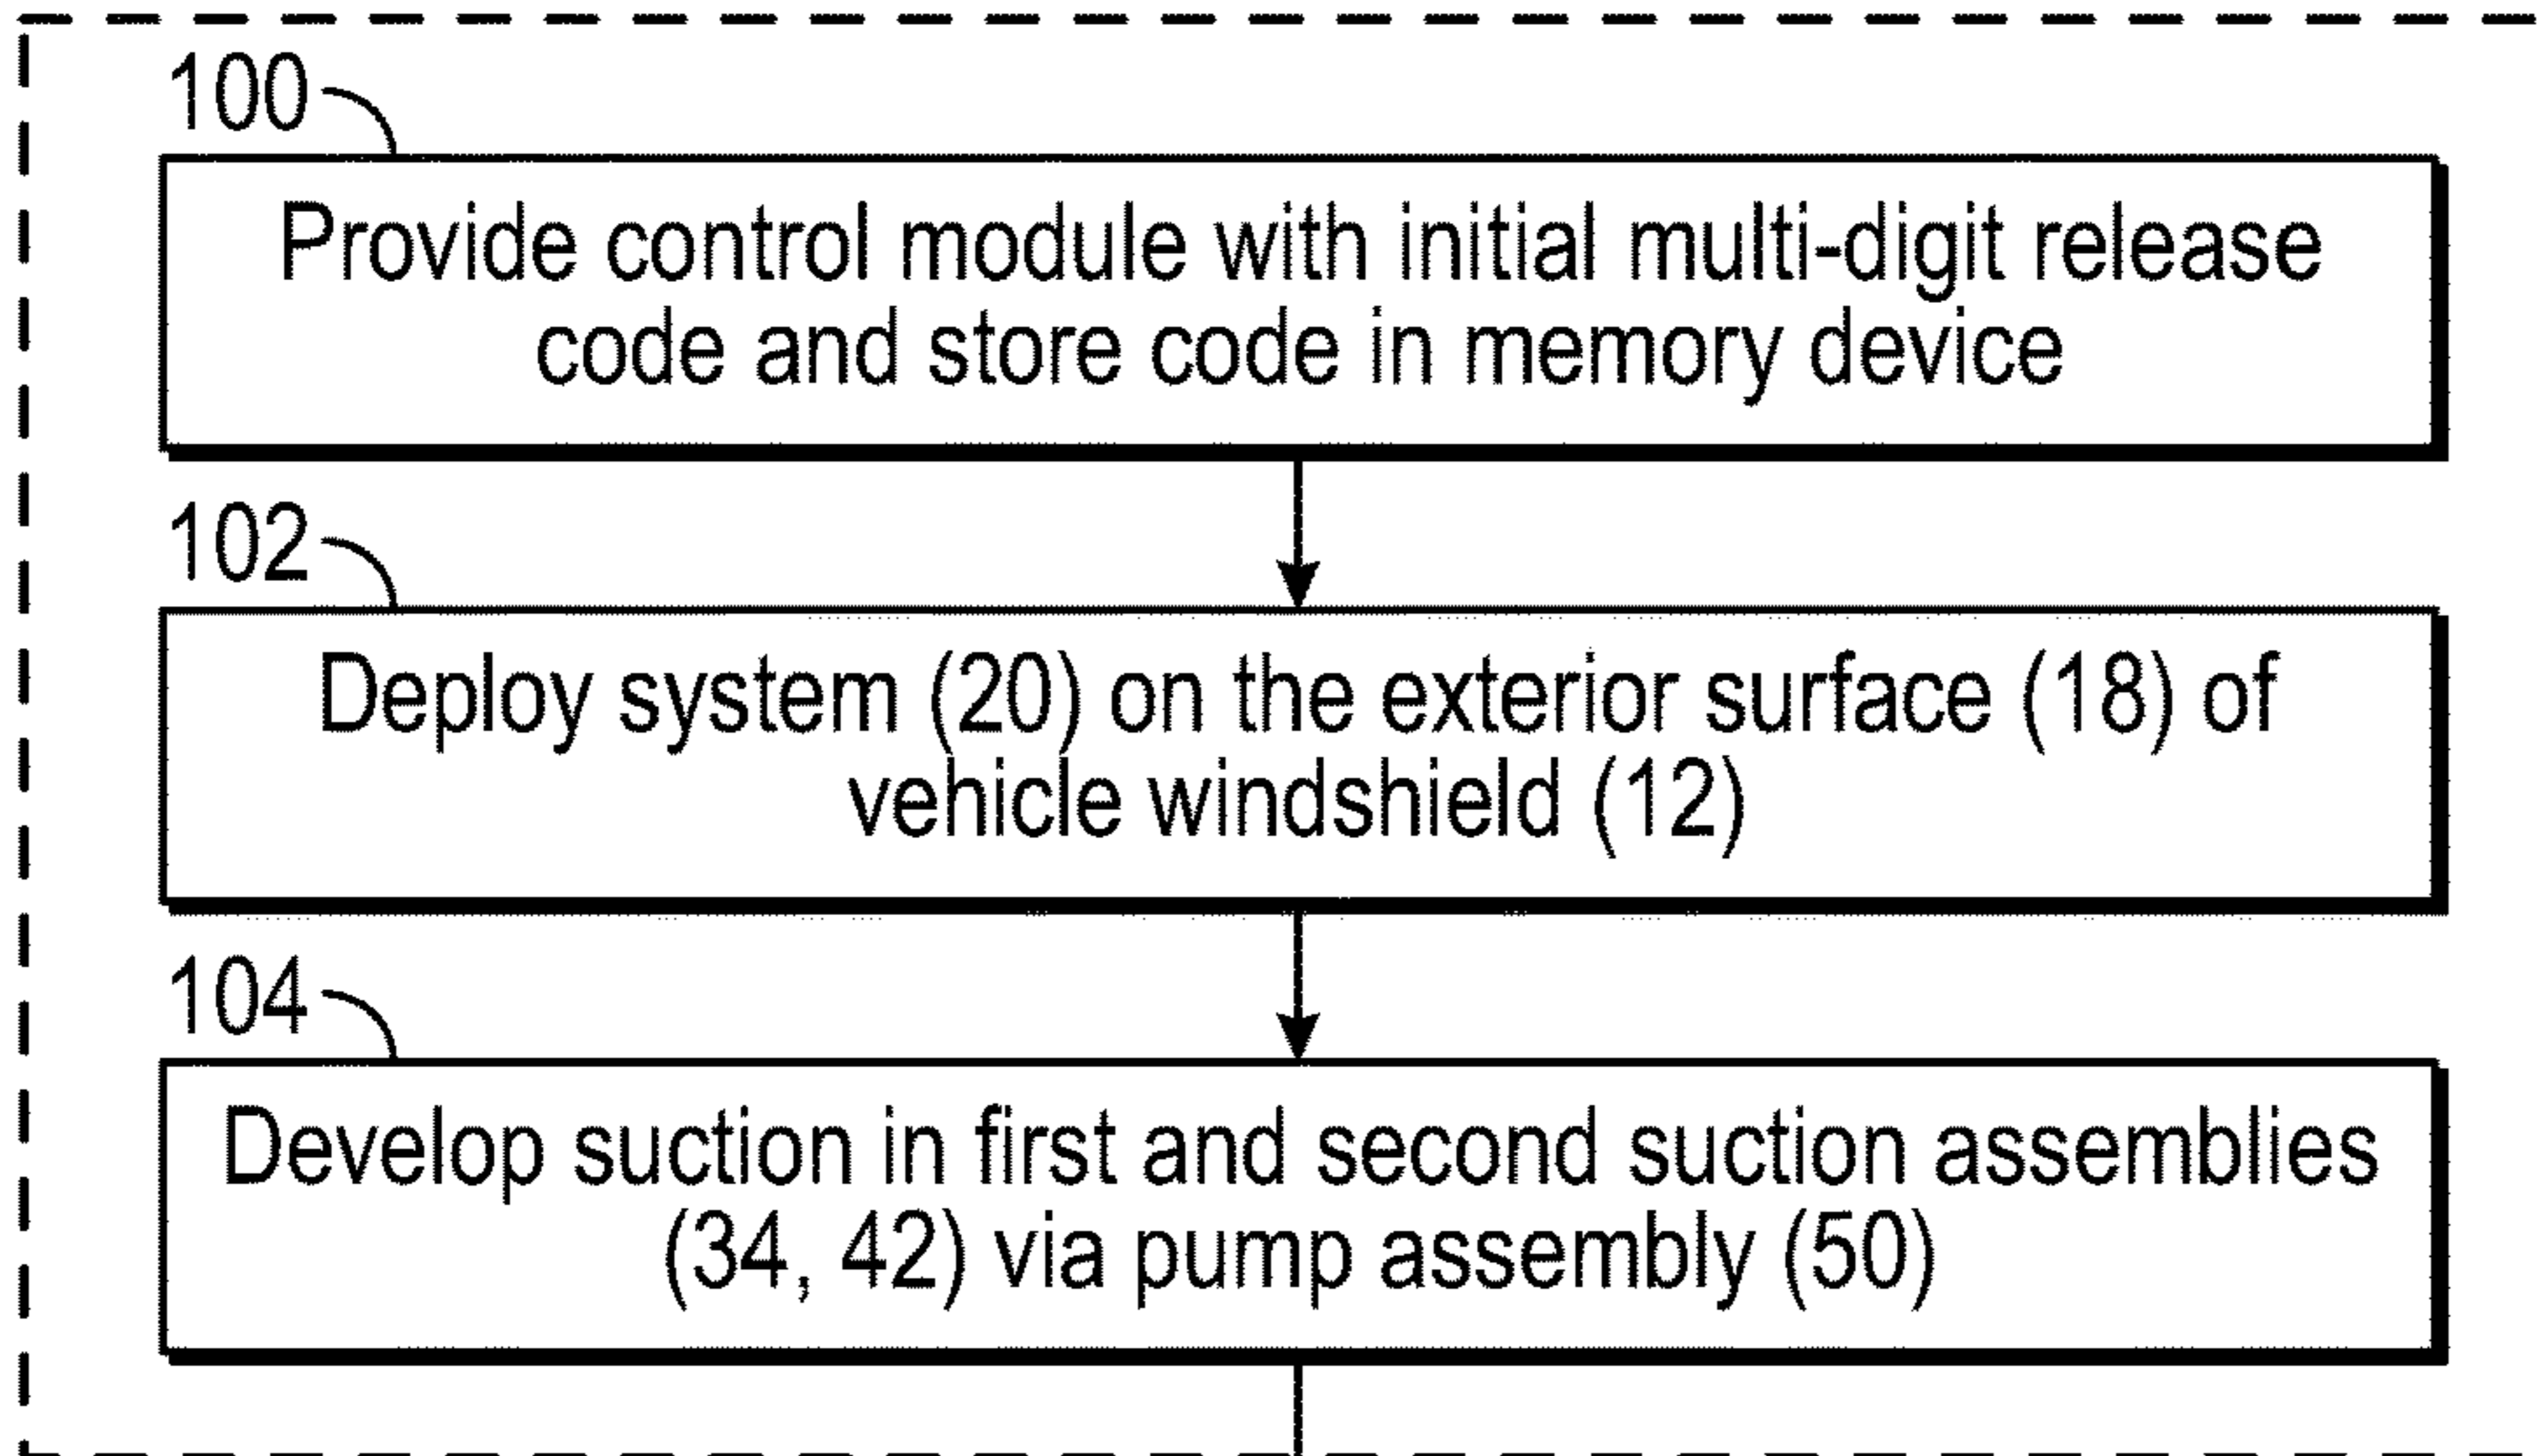 100
Provide control module with initial multi-digit release
code and store code in memory device
102
Deploy system (20) on the exterior surface (18) of
vehicle windshield (12)
104
Develop suction in first and second suction assemblies
(34, 42) via pump assembly (50)